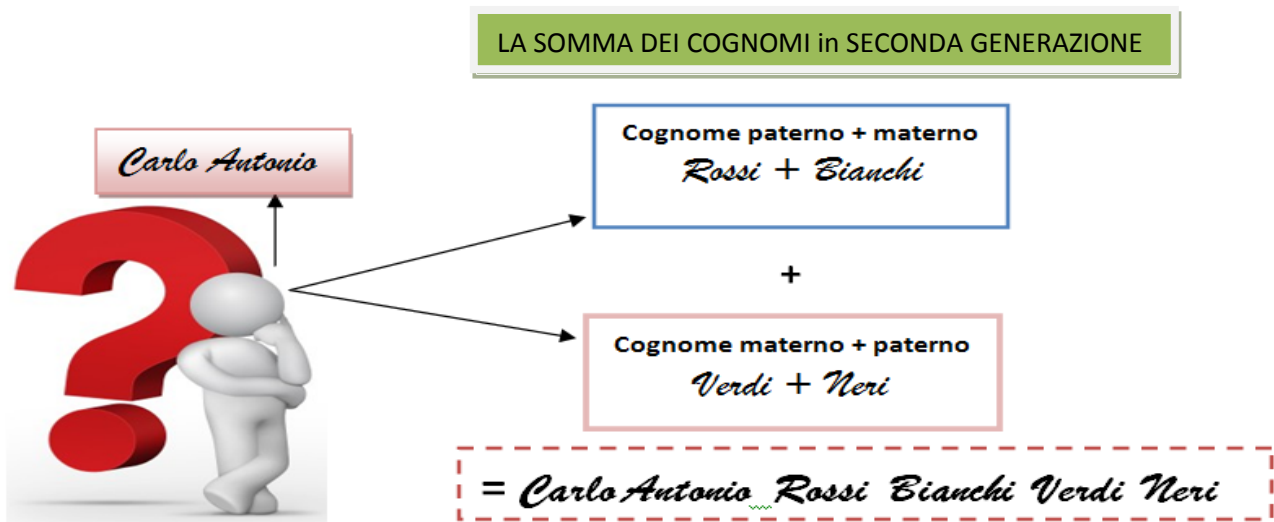 LA SOMMA DEI COGNOMI in SECONDA GENERAZIONE
Carlo Antonio
Cognome paterno + materno
Rossi + Bianchi
+
Cognome materno + paterno
Verdi + Neri
= Carlo Antonio Rossi Bianchi Verdi Neri